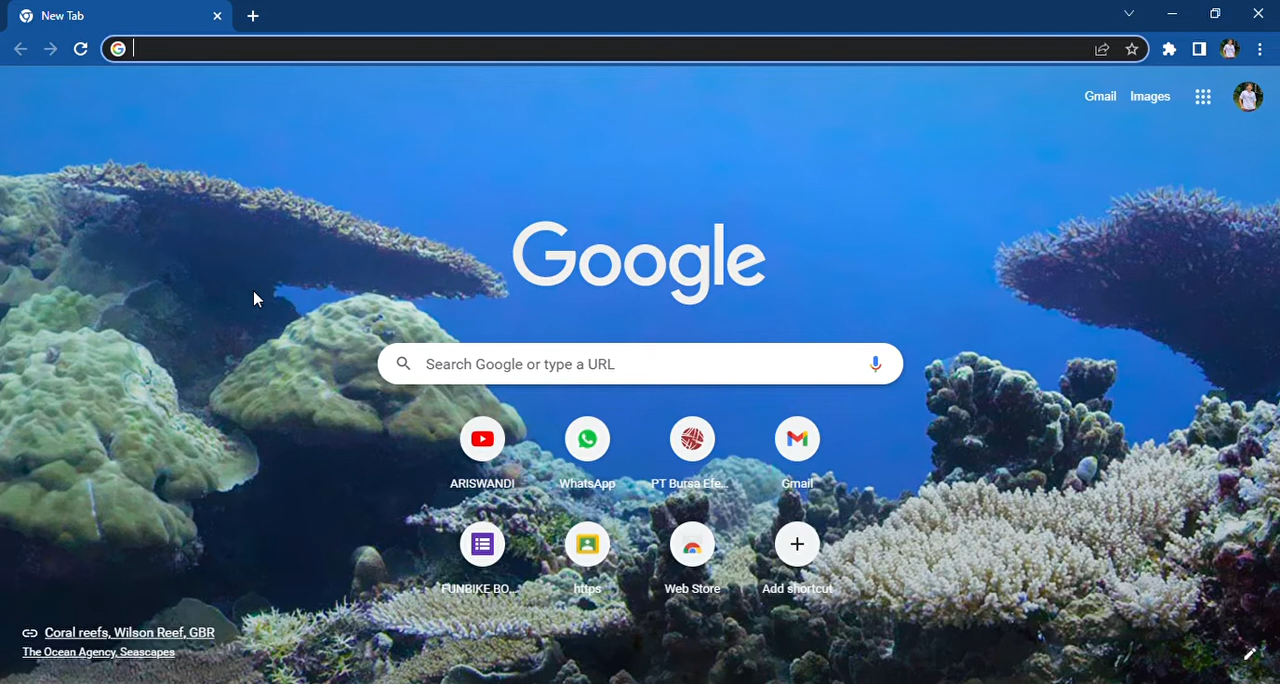 New Tab
Gmail Images
Google
Search Google or type a URL
ARISWANDI WhatsApp PT Bursa Efe... Gmail
FUNBIKE BO... https Web Store Add shortcut
Coral reefs, Wilson Reef, GBR
The Ocean Agency, Seascapes